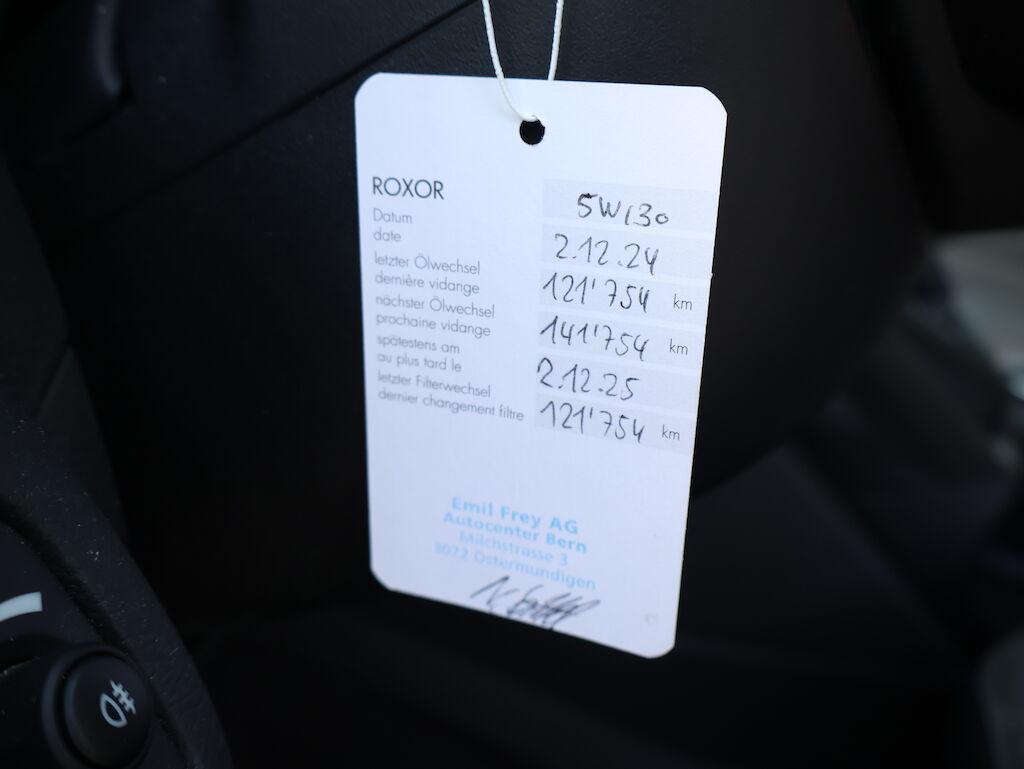 ROXOR 5W/30
Datum
date 2.12.24
letzter Ölwechsel
dernière vidange 121'754 km
nächster Ölwechsel
prochaine vidange 141'754 km
spätestens am
au plus tard le 2.12.25
letzter Filterwechsel
dernier changement filtre 121'754 km
Emil Frey AG
Autocenter Bern
Milchstrasse 3
3072 Ostermundigen